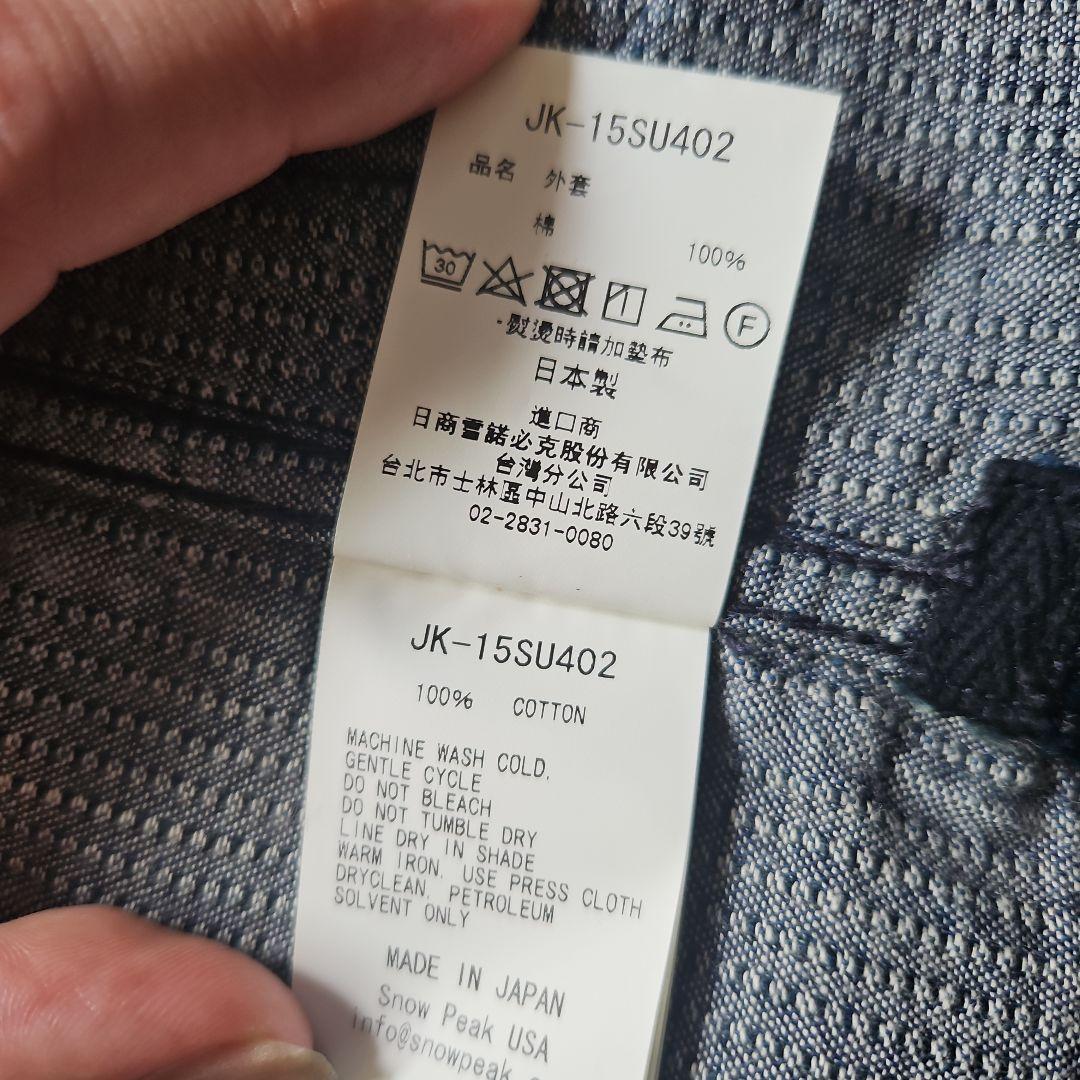 JK-15SU402
品名 外套
棉 100%
30 F
·熨燙時請加墊布
日本製
進口商
日商雪諾必克股份有限公司
台灣分公司
台北市士林區中山北路六段39號
02-2831-0080
JK-15SU402
100% COTTON
MACHINE WASH COLD,
GENTLE CYCLE
DO NOT BLEACH
DO NOT TUMBLE DRY
LINE DRY IN SHADE
WARM IRON. USE PRESS CLOTH
DRYCLEAN. PETROLEUM
SOLVENT ONLY
MADE IN JAPAN
Snow Peak USA
info@snowpeak